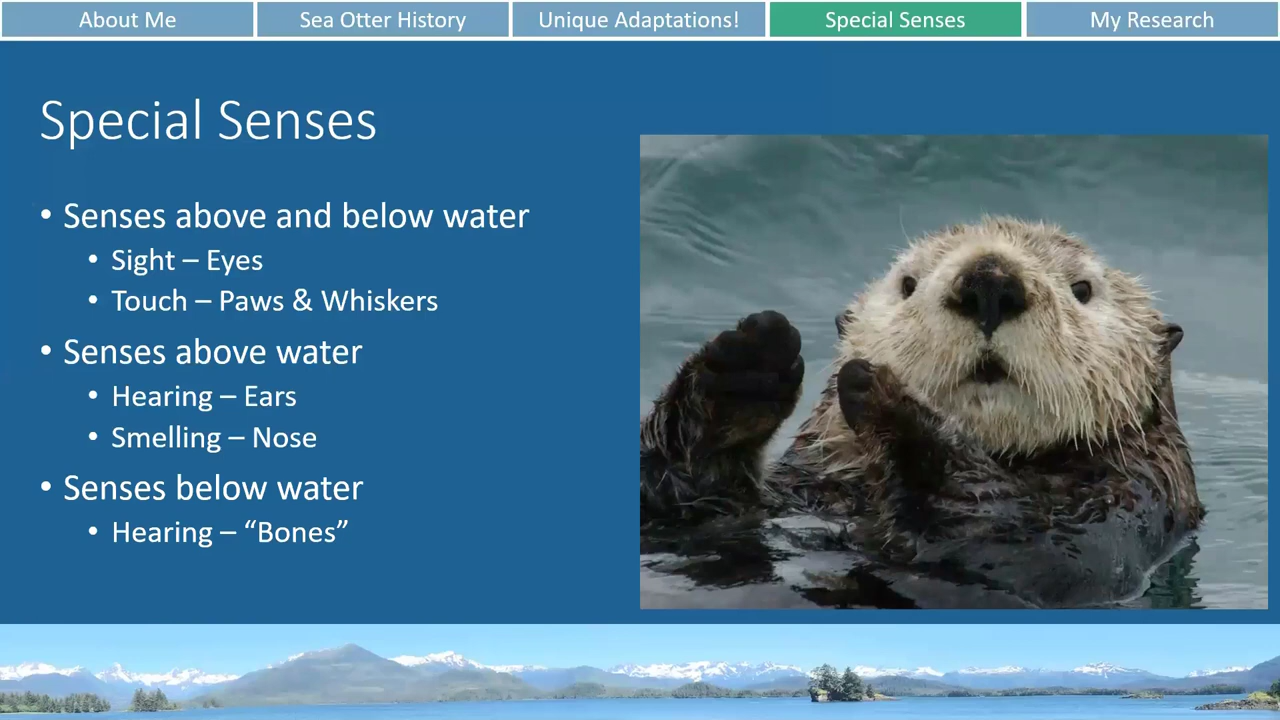 About Me
Sea Otter History
Unique Adaptations!
Special Senses
My Research
Special Senses
• Senses above and below water
• Sight – Eyes
• Touch – Paws & Whiskers
• Senses above water
• Hearing – Ears
• Smelling – Nose
• Senses below water
• Hearing – “Bones”